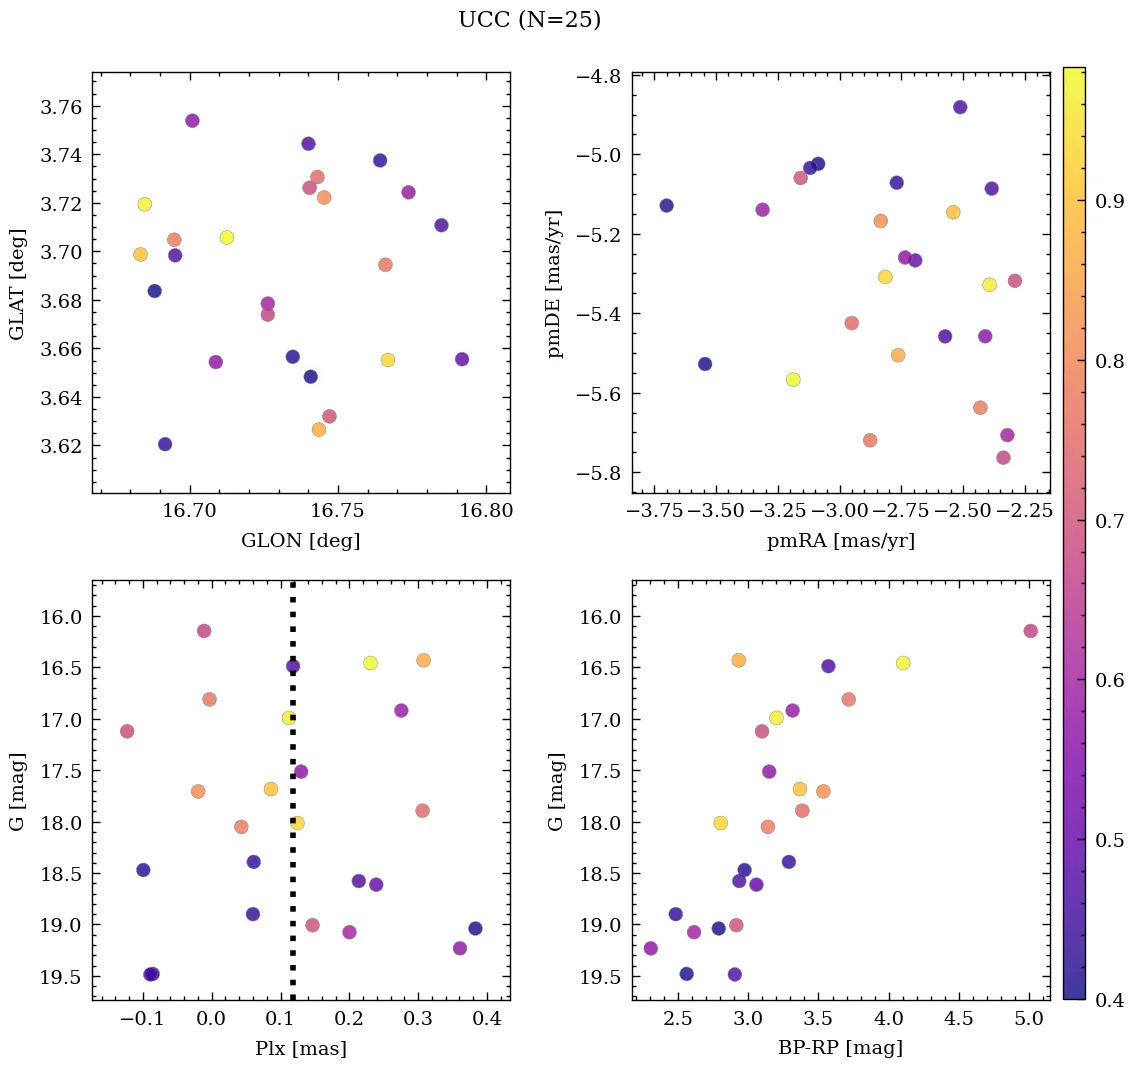 UCC (N=25)
3.76
3.74
3.72
3.70
3.68
3.66
3.64
3.62
GLAT [deg]
16.70 16.75 16.80
GLON [deg]
−4.8
−5.0
−5.2
−5.4
−5.6
−5.8
pmDE [mas/yr]
−3.75 −3.50 −3.25 −3.00 −2.75 −2.50 −2.25
pmRA [mas/yr]
16.0
16.5
17.0
17.5
18.0
18.5
19.0
19.5
G [mag]
−0.1 0.0 0.1 0.2 0.3 0.4
Plx [mas]
16.0
16.5
17.0
17.5
18.0
18.5
19.0
19.5
G [mag]
2.5 3.0 3.5 4.0 4.5 5.0
BP-RP [mag]
0.9
0.8
0.7
0.6
0.5
0.4